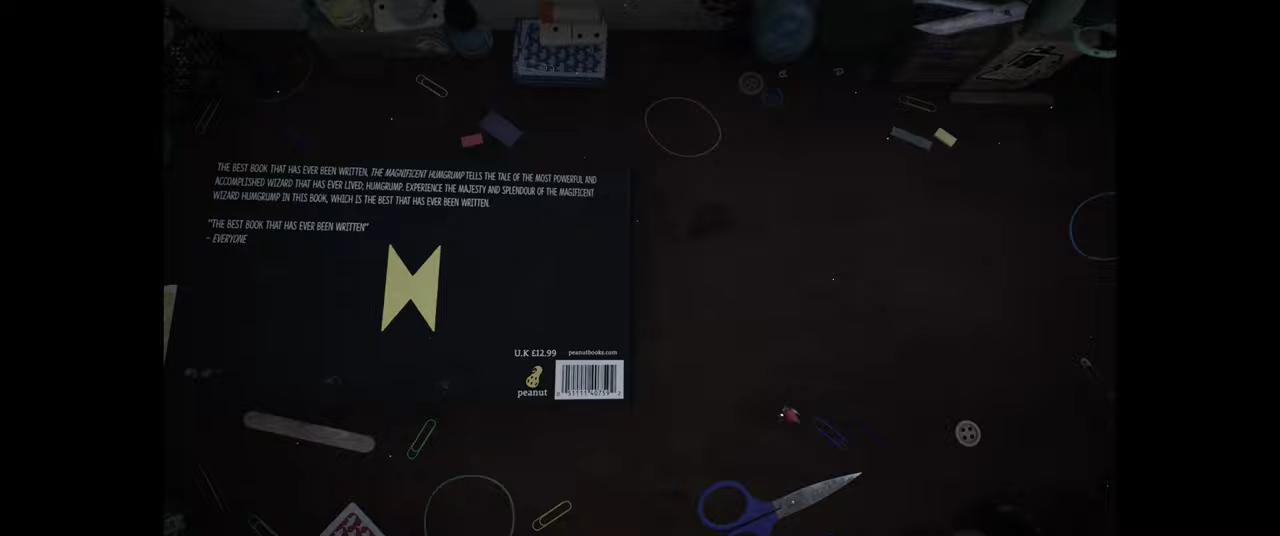 THE BEST BOOK THAT HAS EVER BEEN WRITTEN, THE MAGNIFICENT HUMGRUMP TELLS THE TALE OF THE MOST POWERFUL AND
ACCOMPLISHED WIZARD THAT HAS EVER LIVED; HUMGRUMP. EXPERIENCE THE MAJESTY AND SPLENDOUR OF THE MAGIFICENT
WIZARD HUMGRUMP IN THIS BOOK, WHICH IS THE BEST THAT HAS EVER BEEN WRITTEN.
"THE BEST BOOK THAT HAS EVER BEEN WRITTEN"
- EVERYONE
U.K £12.99 peanutbooks.com
peanut